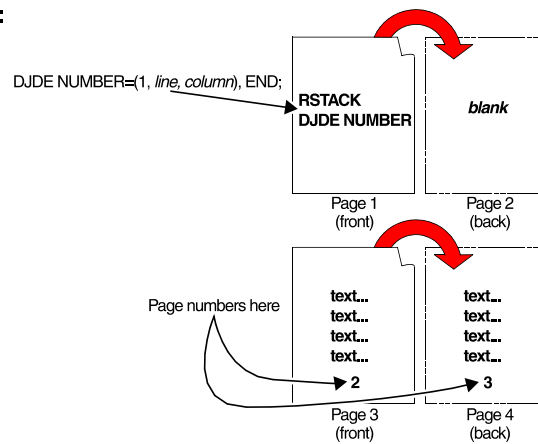 :
DJDE NUMBER=(1, line, column), END;
RSTACK
DJDE NUMBER
blank
Page 1
(front)
Page 2
(back)
Page numbers here
text...
text...
text...
text...
2
text...
text...
text...
text...
3
Page 3
(front)
Page 4
(back)